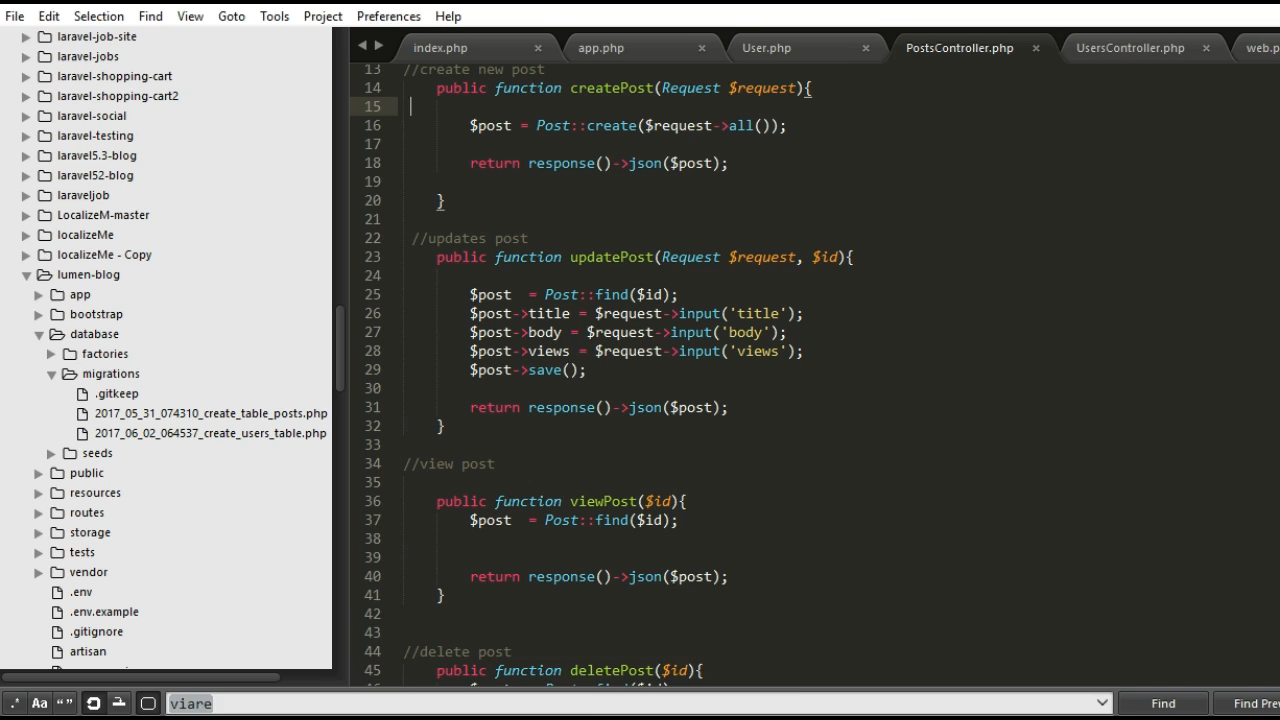 File Edit Selection Find View Goto Tools Project Preferences Help
laravel-job-site
laravel-jobs
laravel-shopping-cart
laravel-shopping-cart2
laravel-social
laravel-testing
laravel5.3-blog
laravel52-blog
laraveljob
LocalizeM-master
localizeMe
localizeMe - Copy
lumen-blog
app
bootstrap
database
factories
migrations
.gitkeep
2017_05_31_074310_create_table_posts.php
2017_06_02_064537_create_users_table.php
seeds
public
resources
routes
storage
tests
vendor
.env
.env.example
.gitignore
artisan
index.php × app.php × User.php × PostsController.php × UsersController.php × web.p
13 //create new post
14 public function createPost(Request $request){
15
16 $post = Post::create($request->all());
17
18 return response()->json($post);
19
20 }
21
22 //updates post
23 public function updatePost(Request $request, $id){
24
25 $post  = Post::find($id);
26 $post->title = $request->input('title');
27 $post->body = $request->input('body');
28 $post->views = $request->input('views');
29 $post->save();
30
31 return response()->json($post);
32 }
33
34 //view post
35
36 public function viewPost($id){
37 $post  = Post::find($id);
38
39
40 return response()->json($post);
41 }
42
43
44 //delete post
45 public function deletePost($id){
.* Aa “ ” viare Find Find Pre